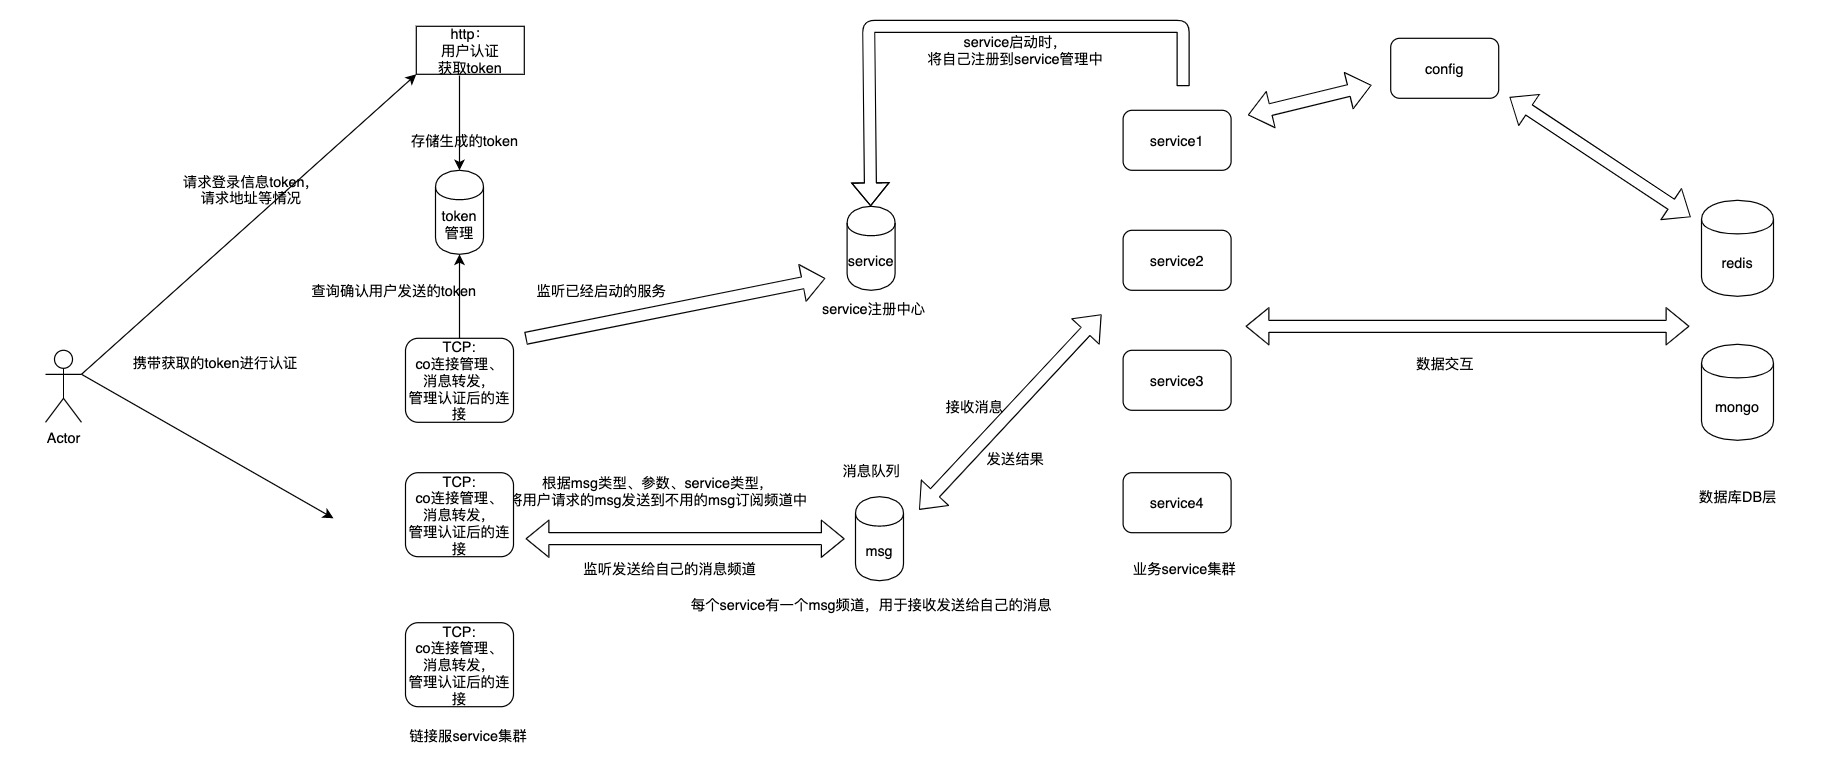 http：
用户认证
获取token
存储生成的token
请求登录信息token，
请求地址等情况
token
管理
查询确认用户发送的token
携带获取的token进行认证
Actor
TCP：
co连接管理、
消息转发，
管理认证后的连
接
TCP：
co连接管理、
消息转发，
管理认证后的连
接
TCP：
co连接管理、
消息转发，
管理认证后的连
接
链接服service集群
监听已经启动的服务
service启动时，
将自己注册到service管理中
service
service注册中心
根据msg类型、参数、service类型，
将用户请求的msg发送到不用的msg订阅频道中
监听发送给自己的消息频道
消息队列
msg
每个service有一个msg频道，用于接收发送给自己的消息
接收消息
发送结果
service1
service2
service3
service4
业务service集群
config
数据交互
redis
mongo
数据库DB层